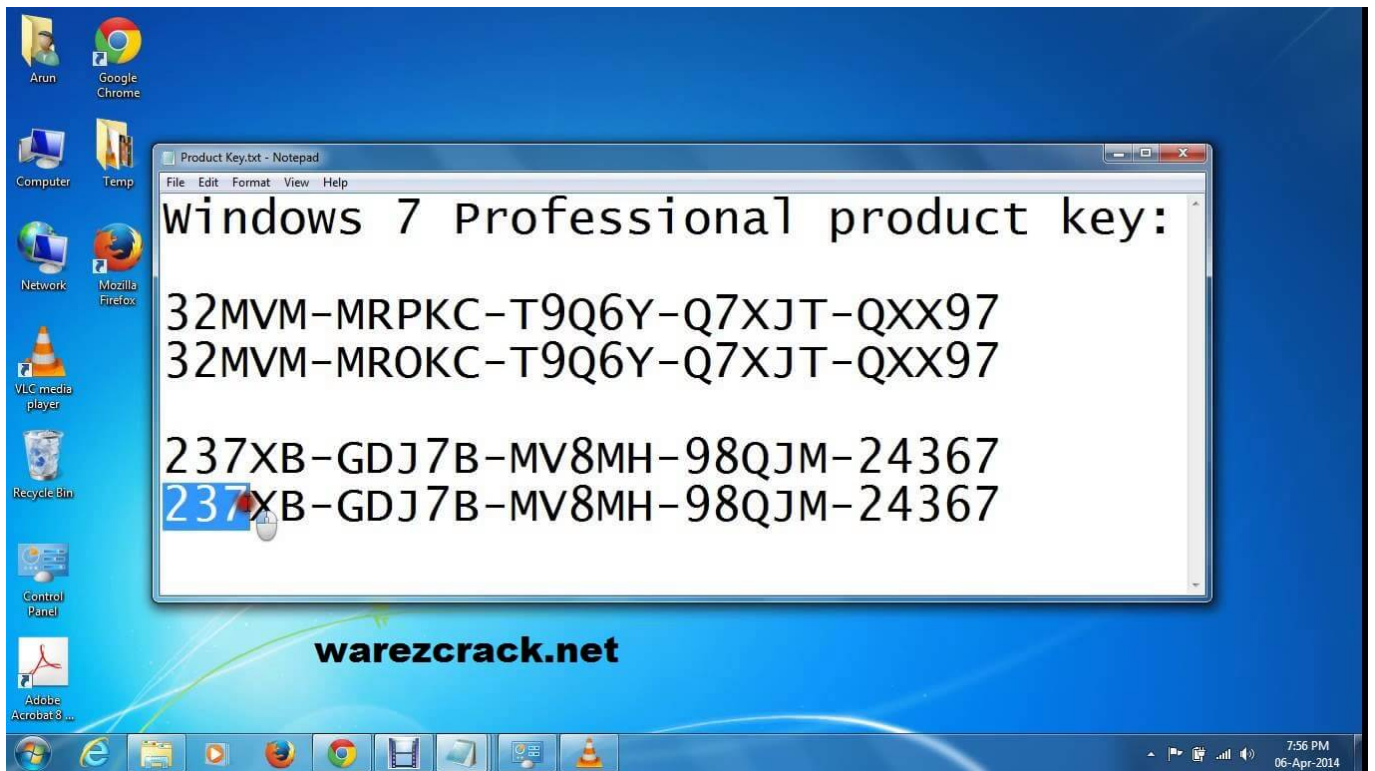 Arun
Google Chrome
Computer
Temp
Network
Mozilla Firefox
VLC media player
Recycle Bin
Control Panel
Adobe Acrobat 8 ...
Product Key.txt - Notepad
File Edit Format View Help
Windows 7 Professional product key:
32MVM-MRPKC-T9Q6Y-Q7XJT-QXX97
32MVM-MROKC-T9Q6Y-Q7XJT-QXX97
237XB-GDJ7B-MV8MH-98QJM-24367
237XB-GDJ7B-MV8MH-98QJM-24367
warezcrack.net
7:56 PM
06-Apr-2014